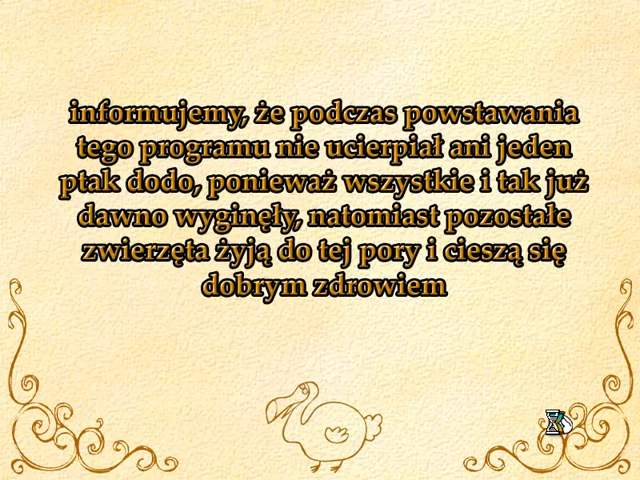 informujemy, że podczas powstawania
tego programu nie ucierpiał ani jeden
ptak dodo, ponieważ wszystkie i tak już
dawno wyginęły, natomiast pozostałe
zwierzęta żyją do tej pory i cieszą się
dobrym zdrowiem